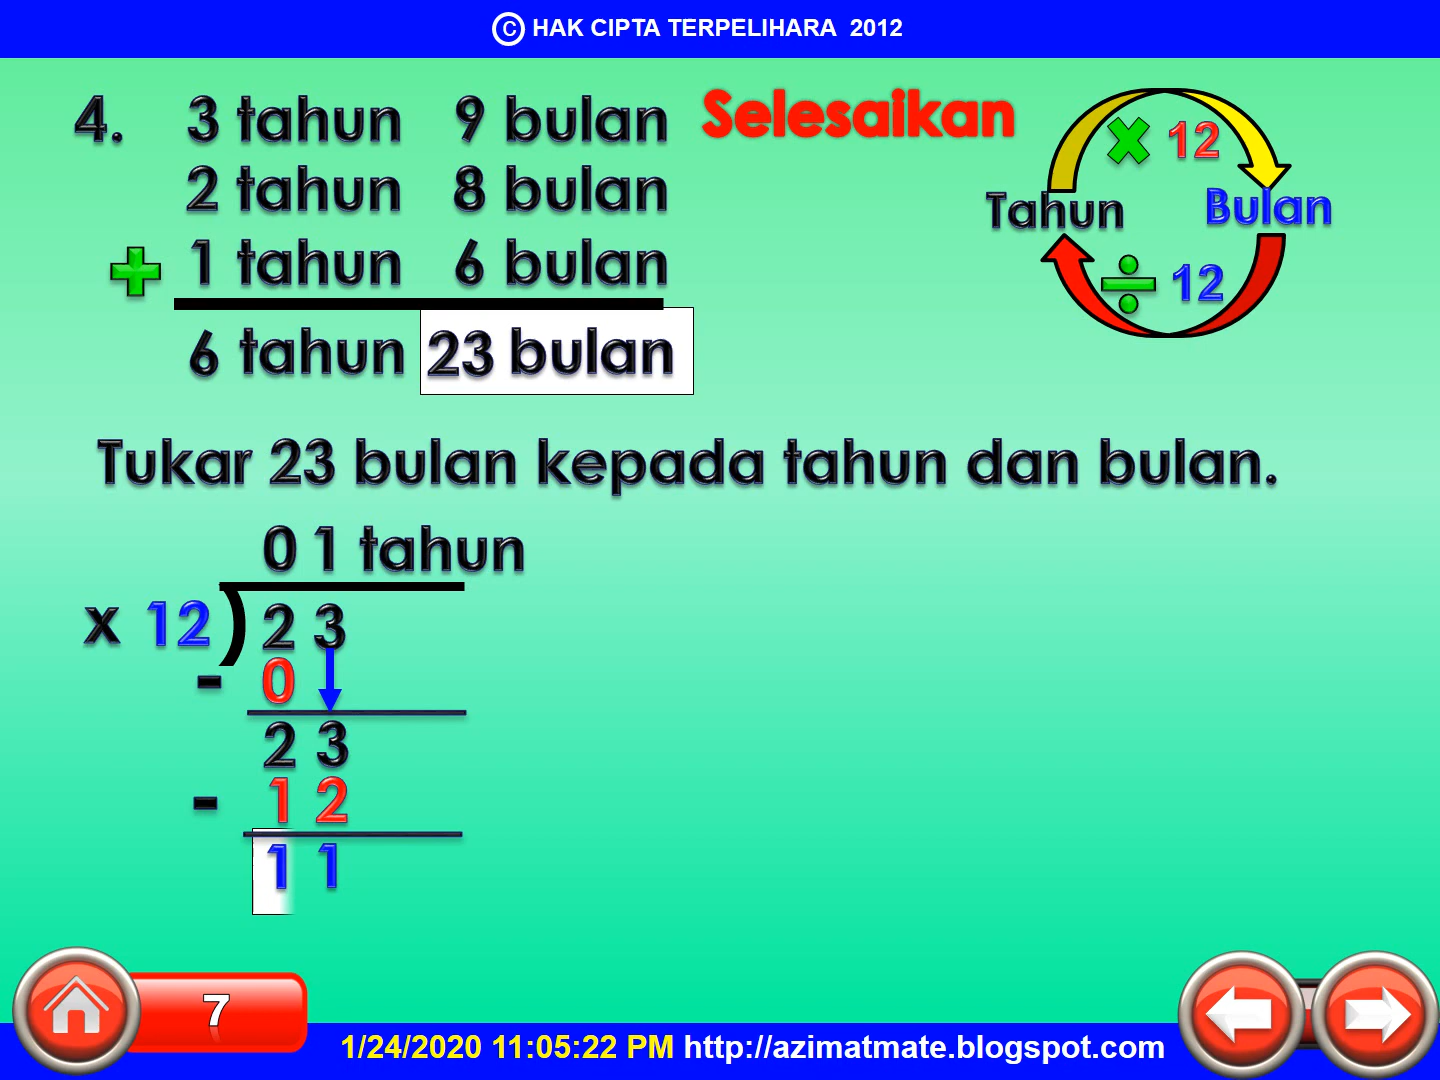 © HAK CIPTA TERPELIHARA 2012
4. 3 tahun 9 bulan Selesaikan
2 tahun 8 bulan
+ 1 tahun 6 bulan
6 tahun 23 bulan
× 12
Tahun Bulan
÷ 12
Tukar 23 bulan kepada tahun dan bulan.
0 1 tahun
x 12 ) 2 3
- 0
2 3
- 1 2
1 1
7
1/24/2020 11:05:22 PM http://azimatmate.blogspot.com